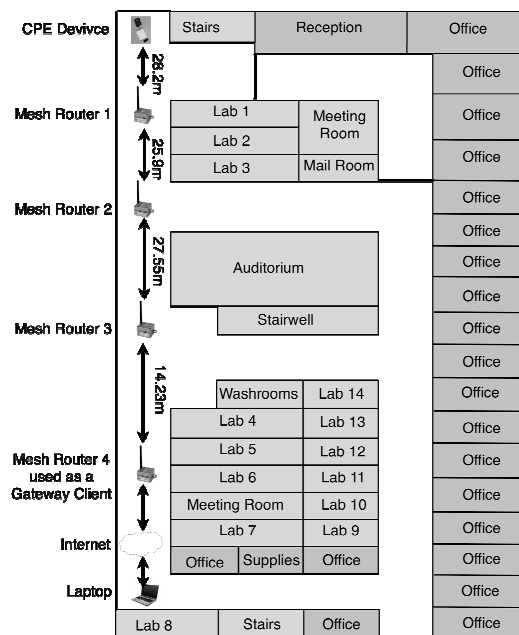 CPE Devivce
Stairs
Reception
Office
Office
Mesh Router 1
Lab 1
Meeting
Room
Office
Lab 2
25.9m
Lab 3
Mail Room
Office
Office
Mesh Router 2
Office
27.55m
Auditorium
Office
Office
Mesh Router 3
Stairwell
Office
Office
14.23m
Washrooms
Lab 14
Office
Lab 4
Lab 13
Office
Lab 5
Lab 12
Office
Mesh Router 4
used as a
Gateway Client
Lab 6
Lab 11
Office
Meeting Room
Lab 10
Lab 7
Lab 9
Office
Internet
Office
Supplies
Office
Office
Laptop
Office
Lab 8
Stairs
Office
Office